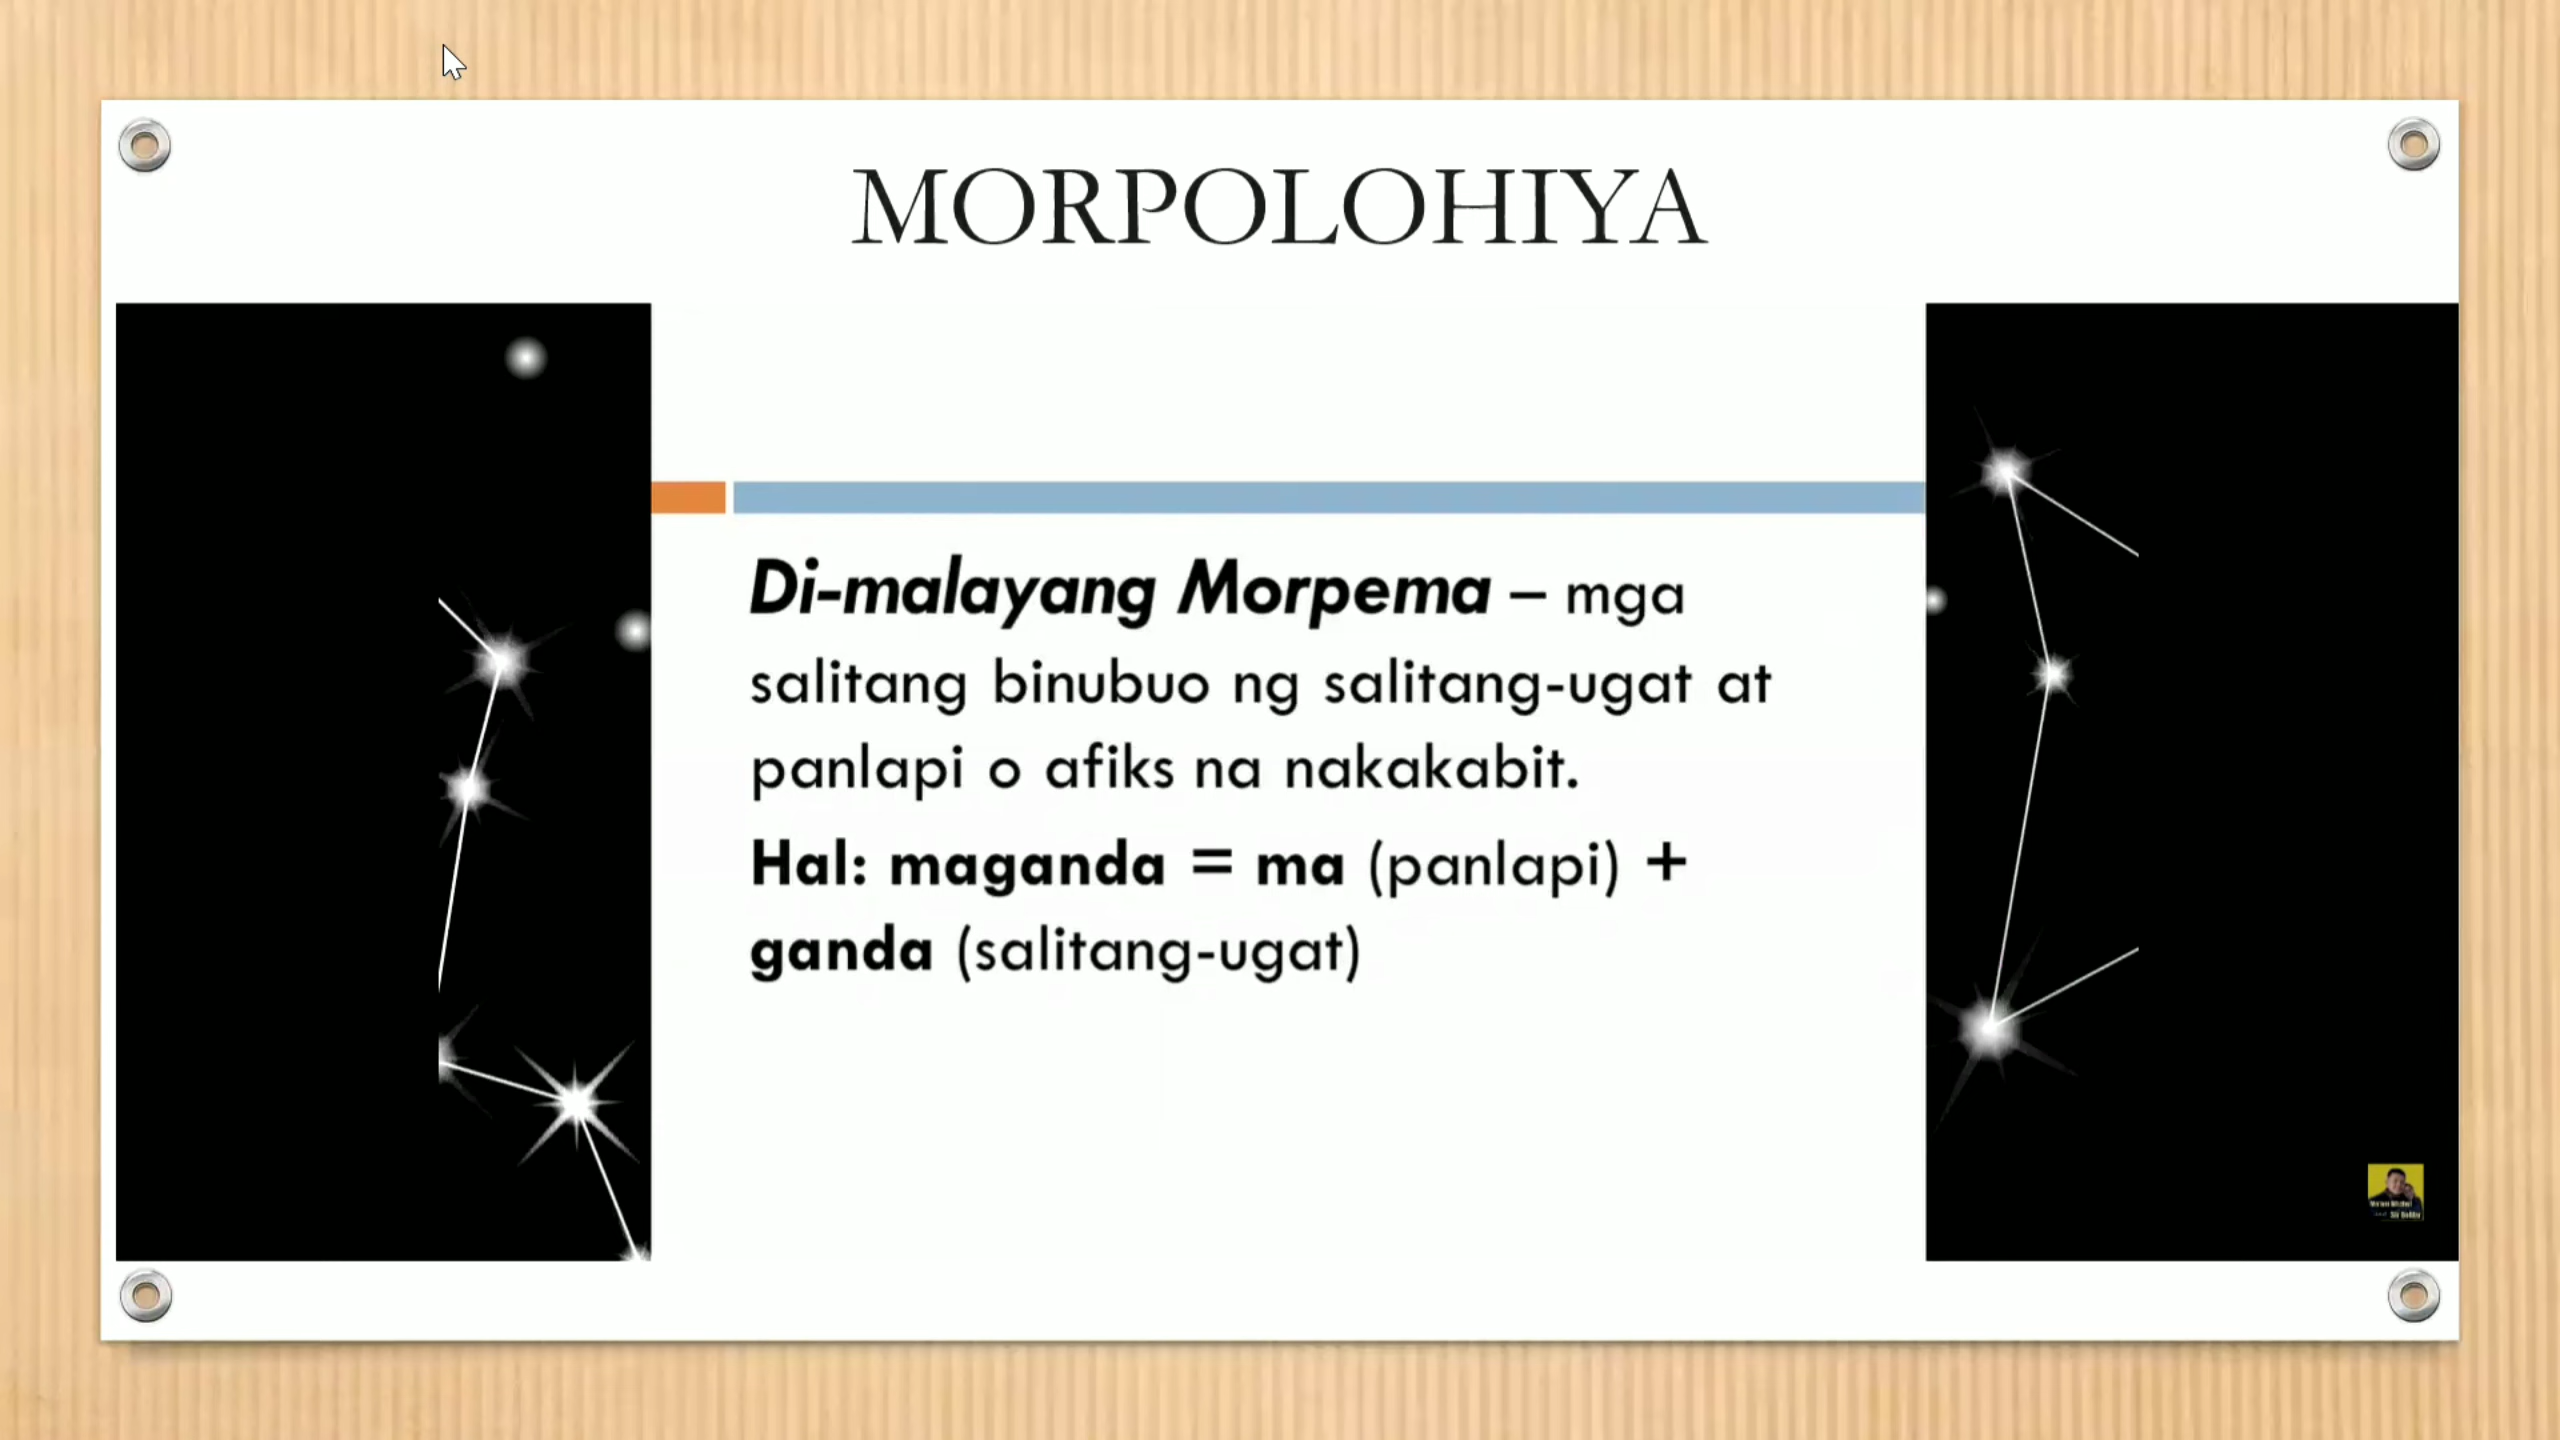 MORPOLOHIYA
Di-malayang Morpema – mga
salitang binubuo ng salitang-ugat at
panlapi o afiks na nakakabit.
Hal: maganda = ma (panlapi) +
ganda (salitang-ugat)